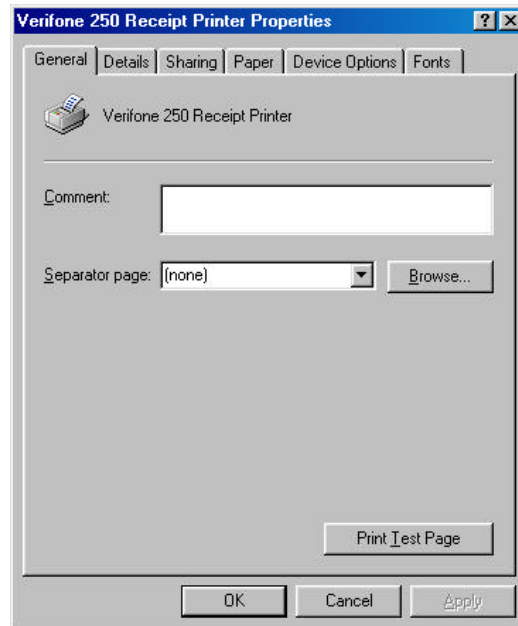 Verifone 250 Receipt Printer Properties ? X
General Details Sharing Paper Device Options Fonts
Verifone 250 Receipt Printer
Comment:
Separator page: (none) Browse...
Print Test Page
OK Cancel Apply